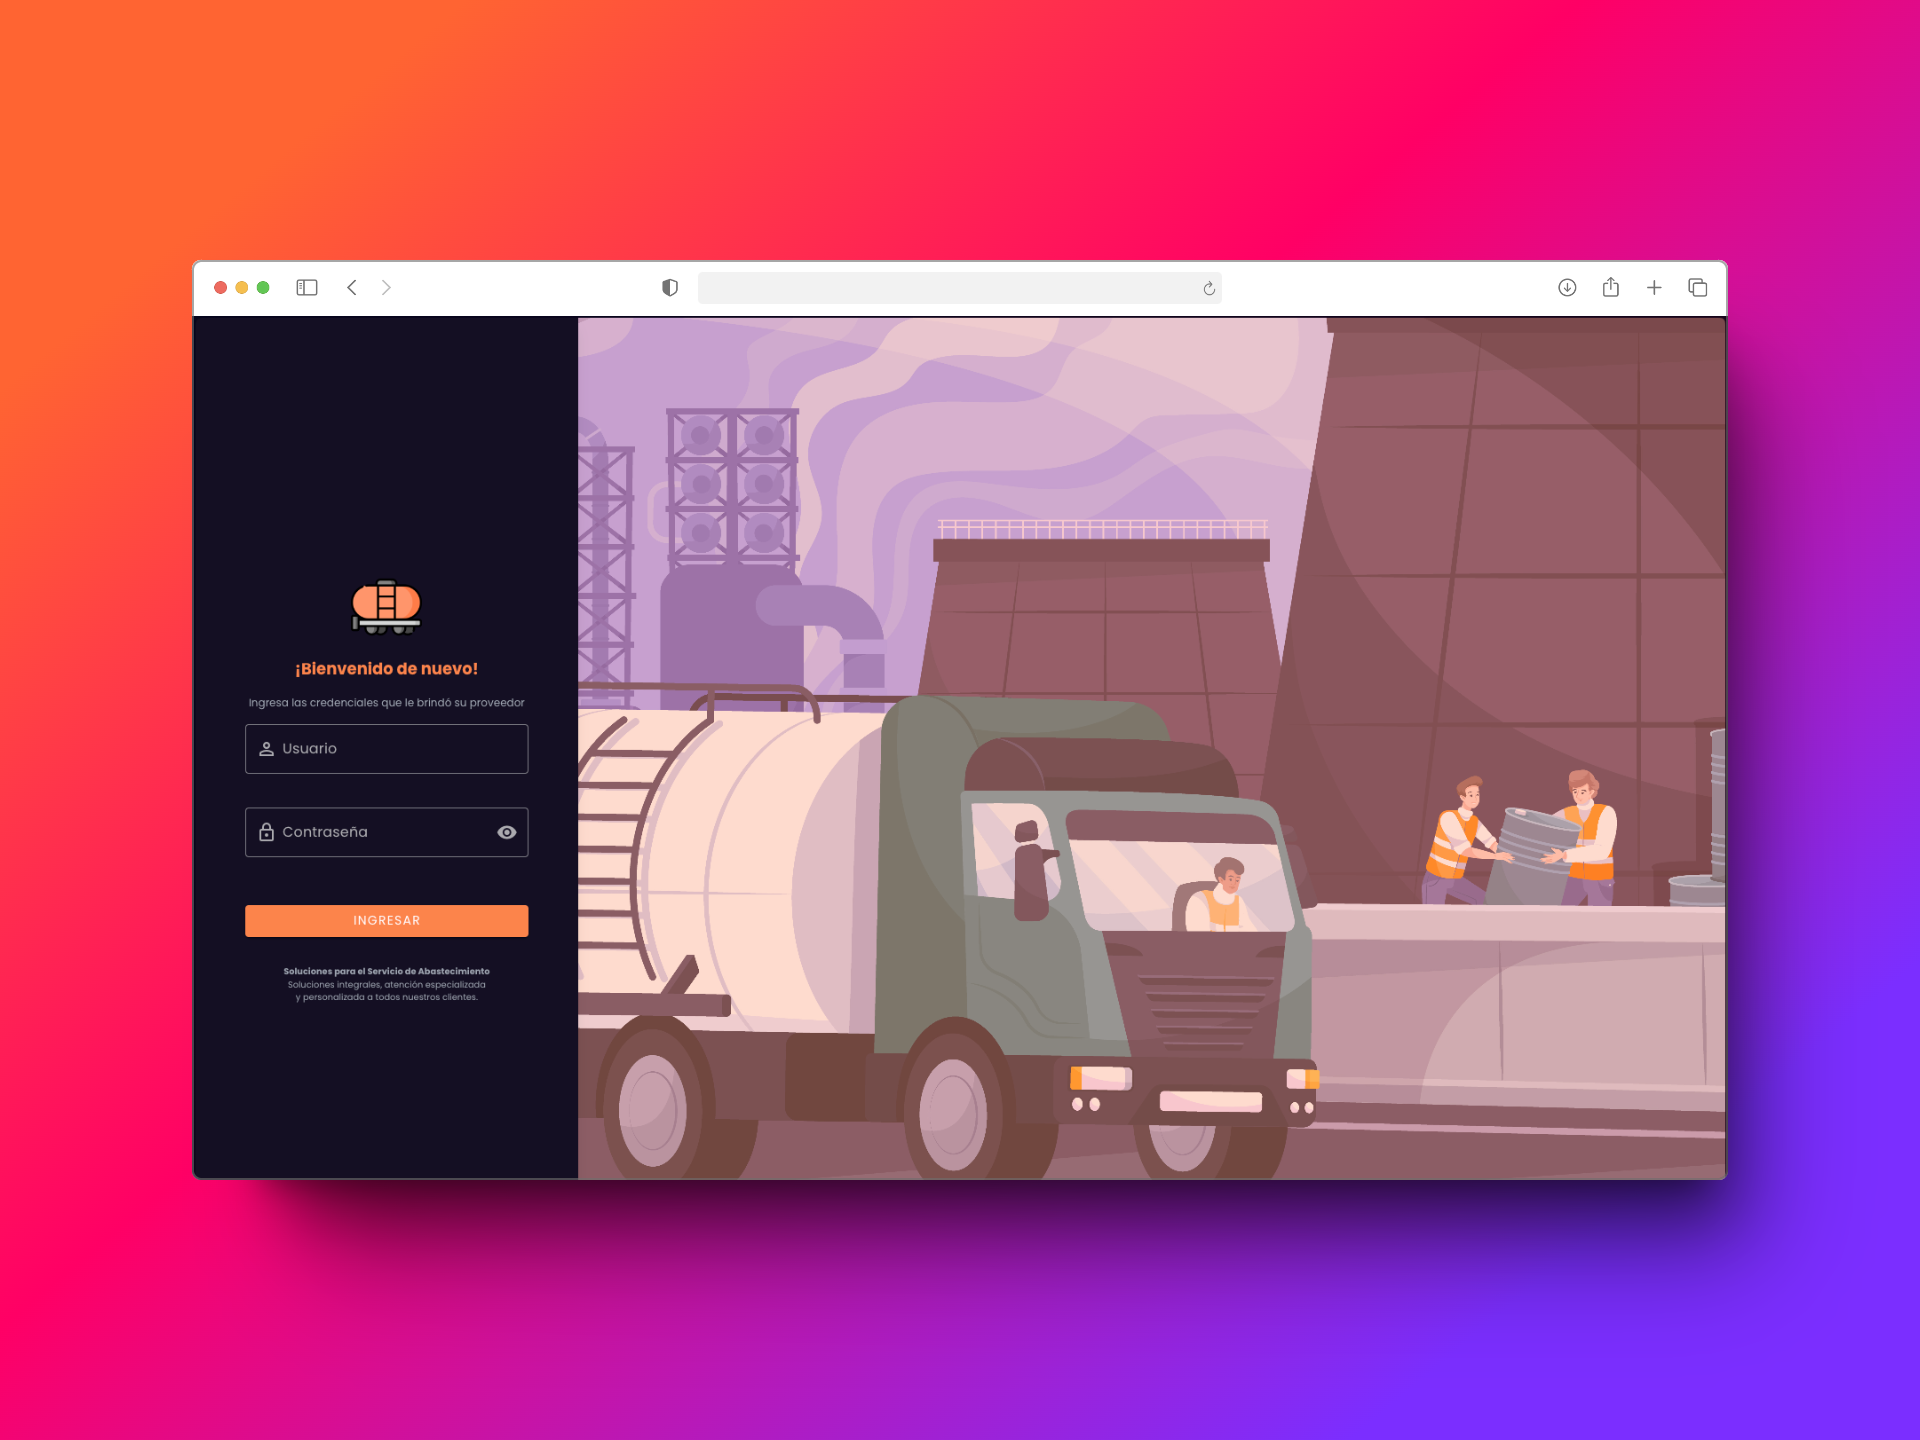 ¡Bienvenido de nuevo!
Ingresa las credenciales que le brindó su proveedor
Usuario
Contraseña
INGRESAR
Soluciones para el Servicio de Abastecimiento
Soluciones integrales, atención especializada
y personalizada a todos nuestros clientes.